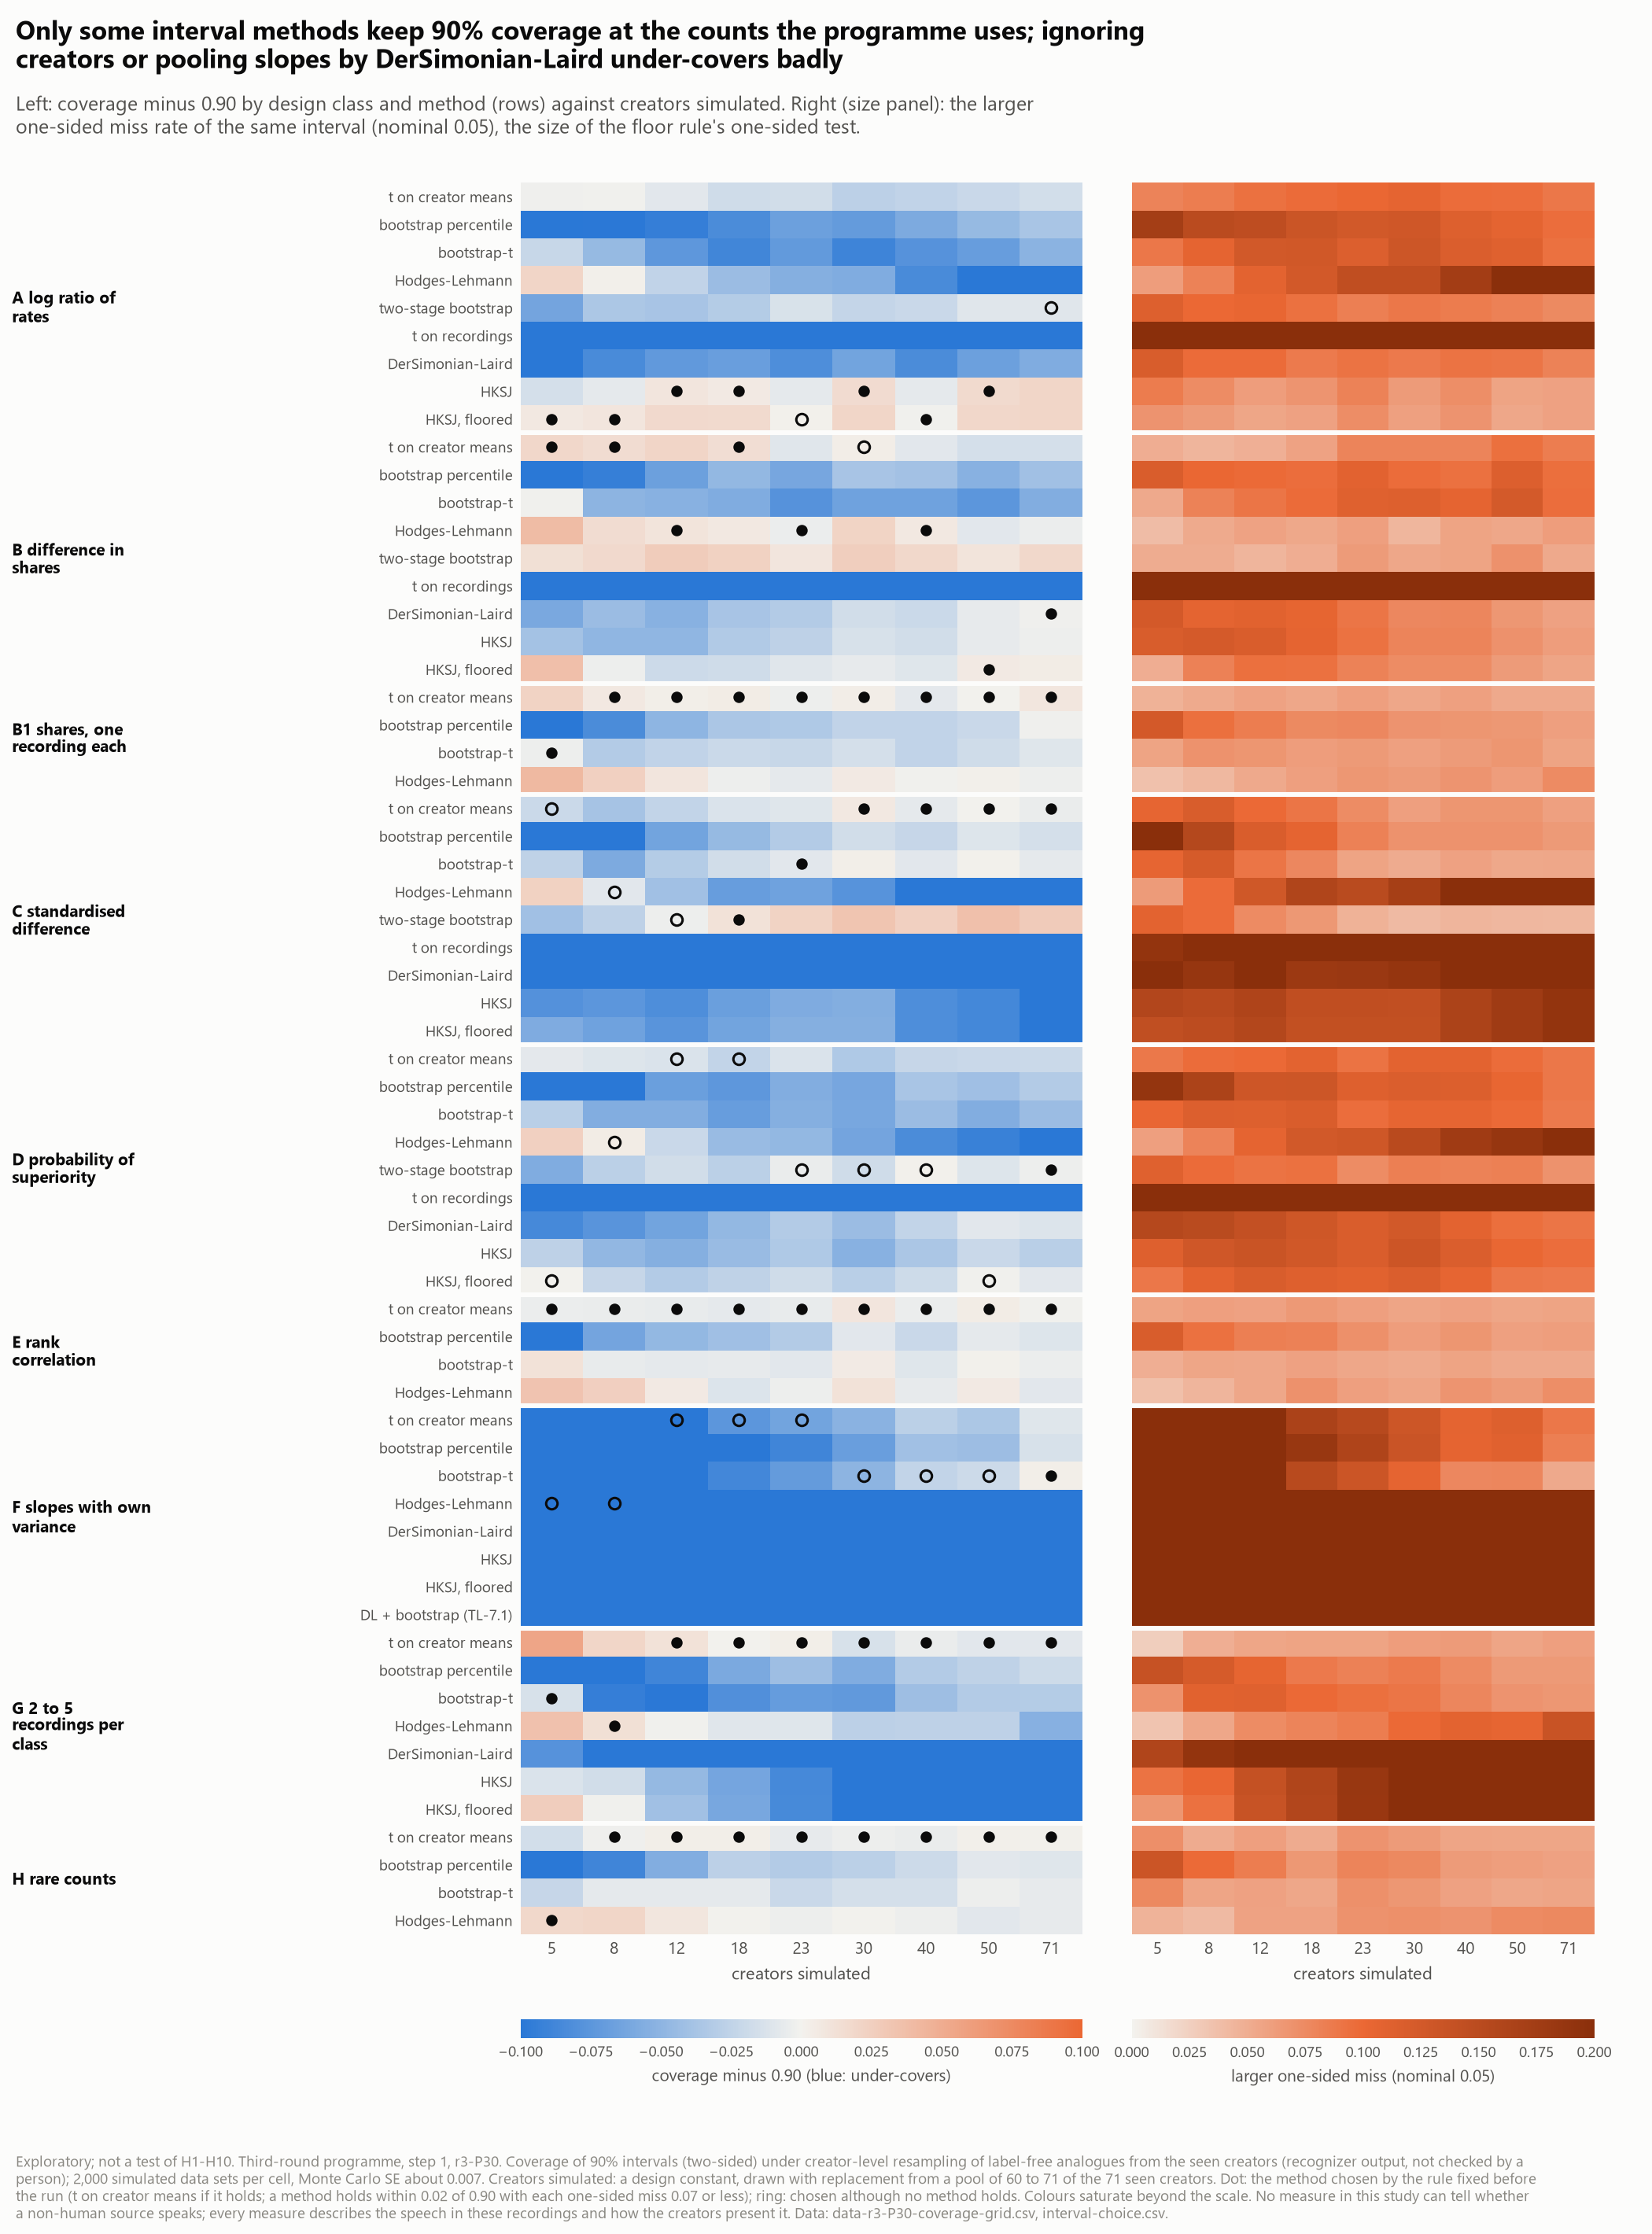 Only some interval methods keep 90% coverage at the counts the programme uses; ignoring
creators or pooling slopes by DerSimonian-Laird under-covers badly
Left: coverage minus 0.90 by design class and method (rows) against creators simulated. Right (size panel): the larger
one-sided miss rate of the same interval (nominal 0.05), the size of the floor rule's one-sided test.
A log ratio of
rates
t on creator means
bootstrap percentile
bootstrap-t
Hodges-Lehmann
two-stage bootstrap
t on recordings
DerSimonian-Laird
HKSJ
HKSJ, floored
B difference in
shares
t on creator means
bootstrap percentile
bootstrap-t
Hodges-Lehmann
two-stage bootstrap
t on recordings
DerSimonian-Laird
HKSJ
HKSJ, floored
B1 shares, one
recording each
t on creator means
bootstrap percentile
bootstrap-t
Hodges-Lehmann
C standardised
difference
t on creator means
bootstrap percentile
bootstrap-t
Hodges-Lehmann
two-stage bootstrap
t on recordings
DerSimonian-Laird
HKSJ
HKSJ, floored
D probability of
superiority
t on creator means
bootstrap percentile
bootstrap-t
Hodges-Lehmann
two-stage bootstrap
t on recordings
DerSimonian-Laird
HKSJ
HKSJ, floored
E rank
correlation
t on creator means
bootstrap percentile
bootstrap-t
Hodges-Lehmann
F slopes with own
variance
t on creator means
bootstrap percentile
bootstrap-t
Hodges-Lehmann
DerSimonian-Laird
HKSJ
HKSJ, floored
DL + bootstrap (TL-7.1)
G 2 to 5
recordings per
class
t on creator means
bootstrap percentile
bootstrap-t
Hodges-Lehmann
DerSimonian-Laird
HKSJ
HKSJ, floored
H rare counts
t on creator means
bootstrap percentile
bootstrap-t
Hodges-Lehmann
5 8 12 18 23 30 40 50 71
creators simulated
5 8 12 18 23 30 40 50 71
creators simulated
−0.100 −0.075 −0.050 −0.025 0.000 0.025 0.050 0.075 0.100
coverage minus 0.90 (blue: under-covers)
0.000 0.025 0.050 0.075 0.100 0.125 0.150 0.175 0.200
larger one-sided miss (nominal 0.05)
Exploratory; not a test of H1-H10. Third-round programme, step 1, r3-P30. Coverage of 90% intervals (two-sided) under creator-level resampling of label-free analogues from the seen creators (recognizer output, not checked by a
person); 2,000 simulated data sets per cell, Monte Carlo SE about 0.007. Creators simulated: a design constant, drawn with replacement from a pool of 60 to 71 of the 71 seen creators. Dot: the method chosen by the rule fixed before
the run (t on creator means if it holds; a method holds within 0.02 of 0.90 with each one-sided miss 0.07 or less); ring: chosen although no method holds. Colours saturate beyond the scale. No measure in this study can tell whether
a non-human source speaks; every measure describes the speech in these recordings and how the creators present it. Data: data-r3-P30-coverage-grid.csv, interval-choice.csv.